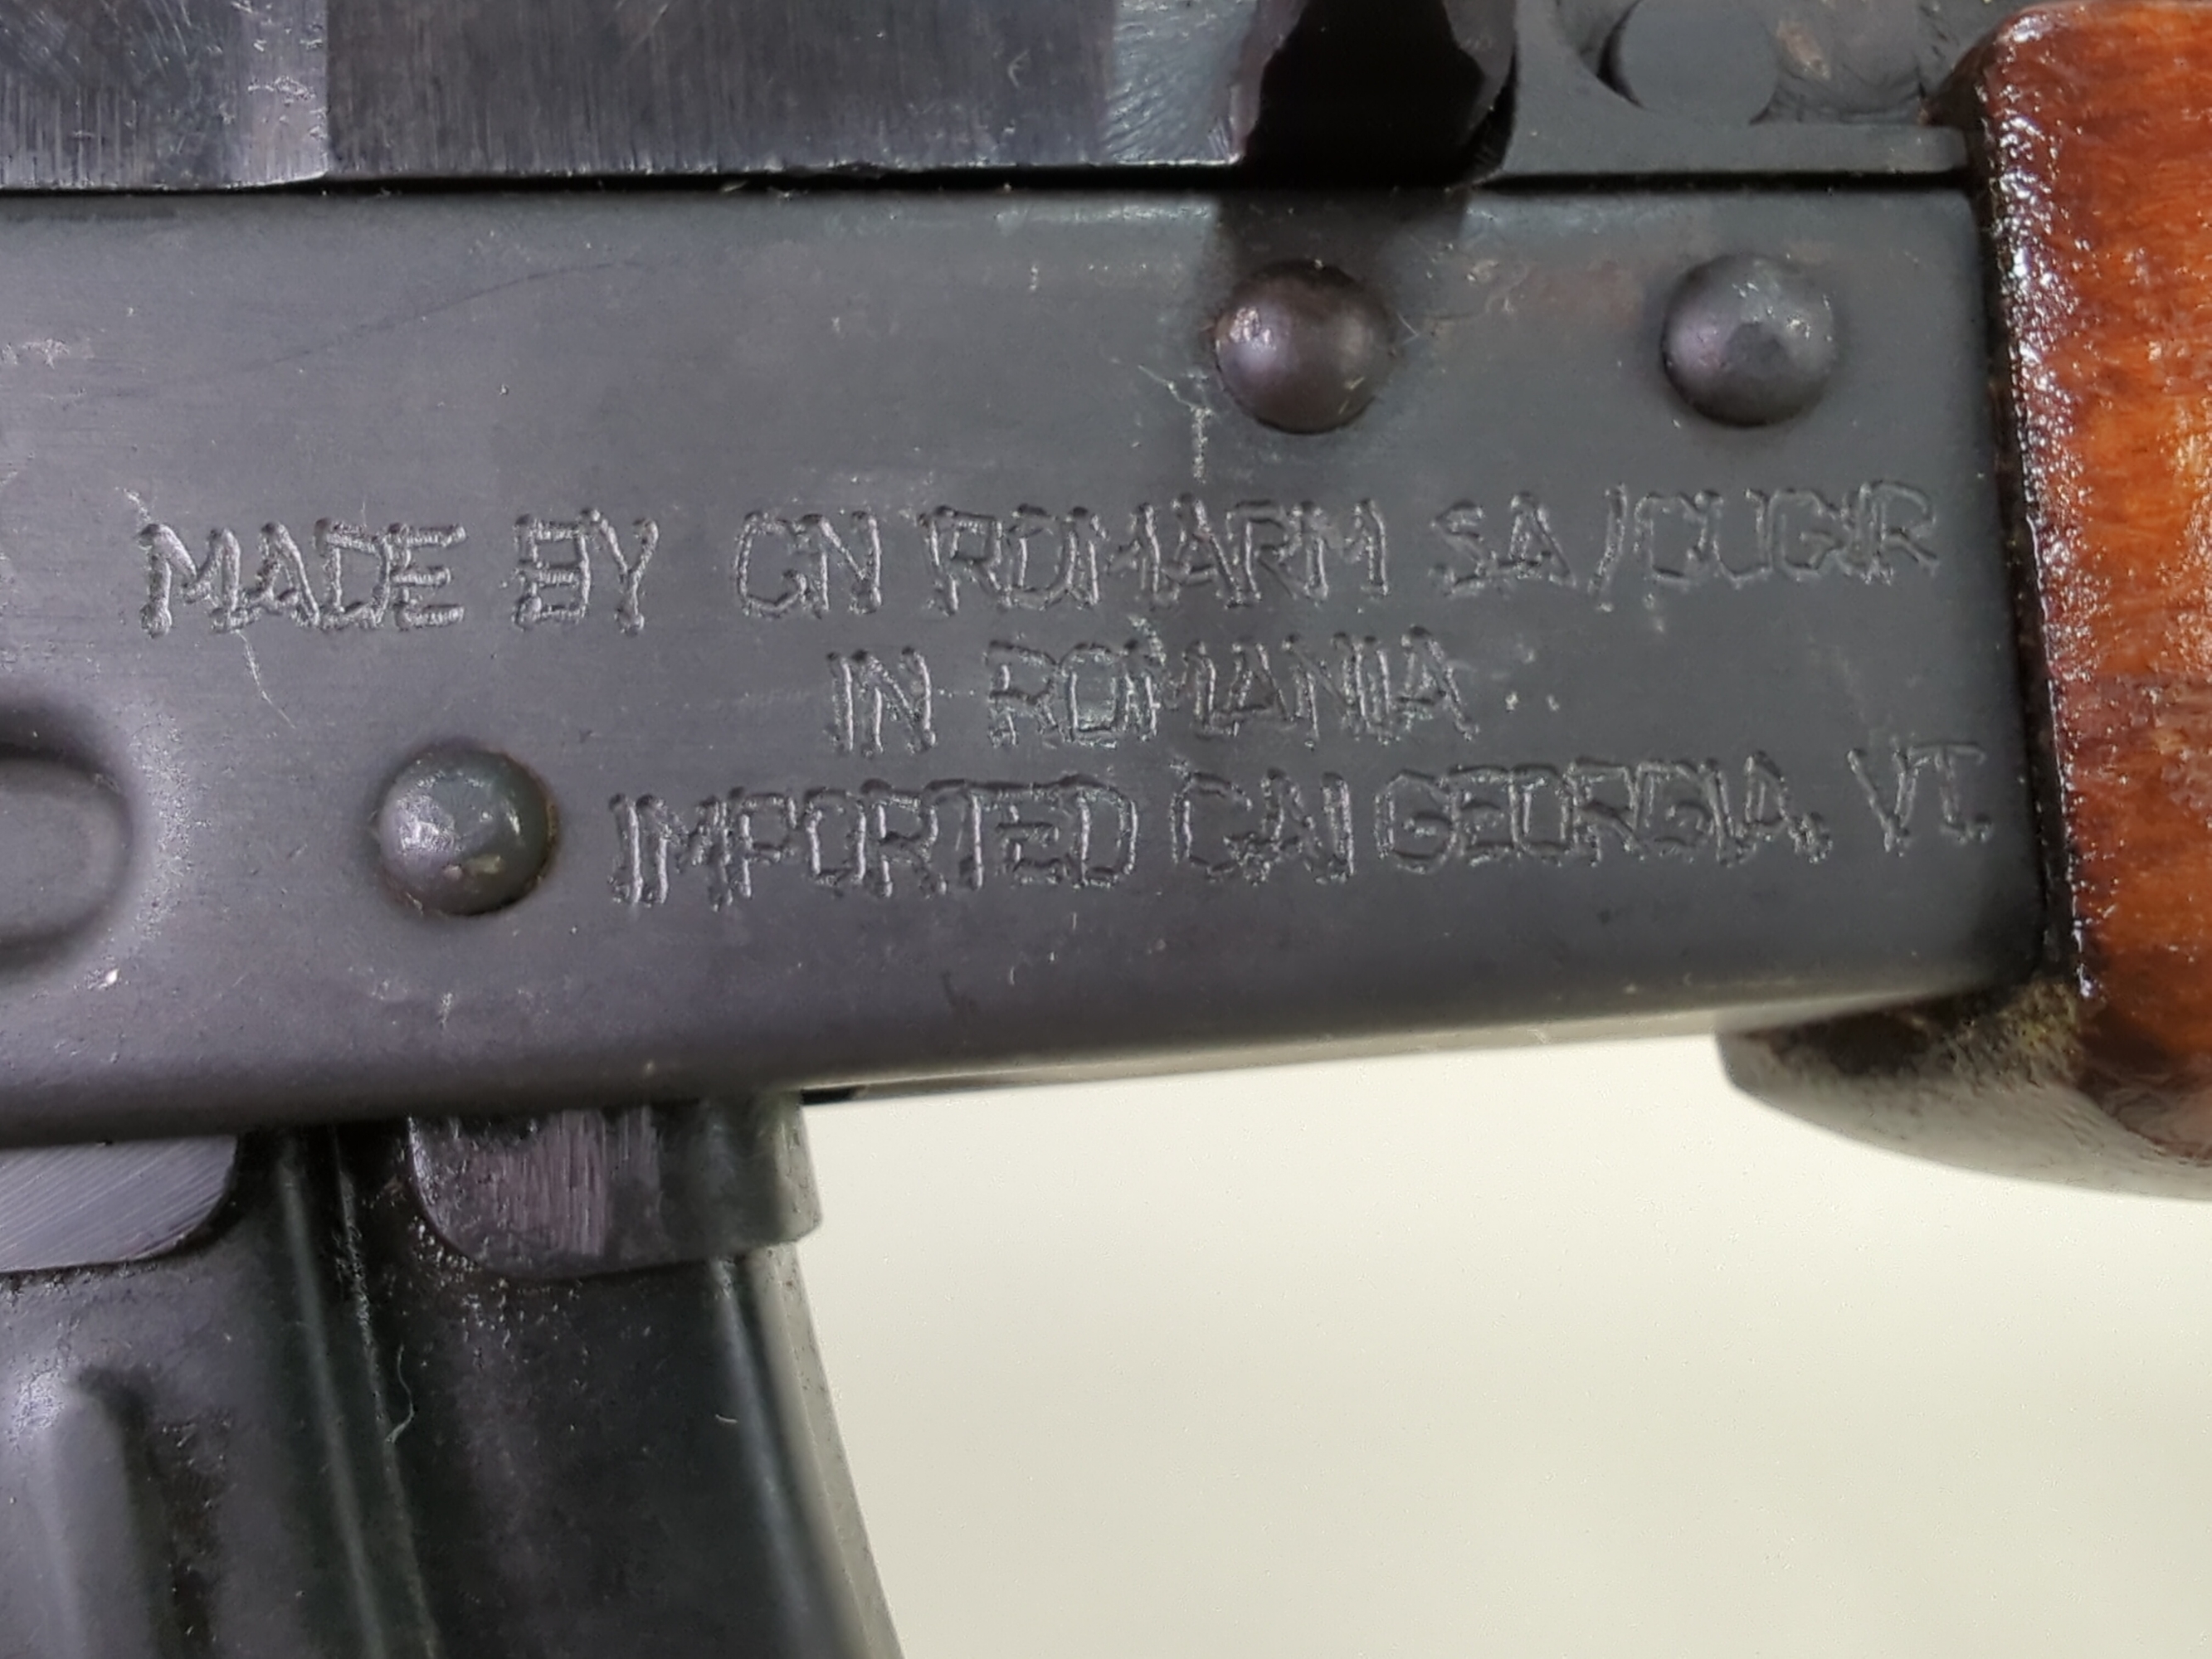 MADE BY CN ROMARM SA/CUGIR
IN ROMANIA
IMPORTED CAI GEORGIA, VT.